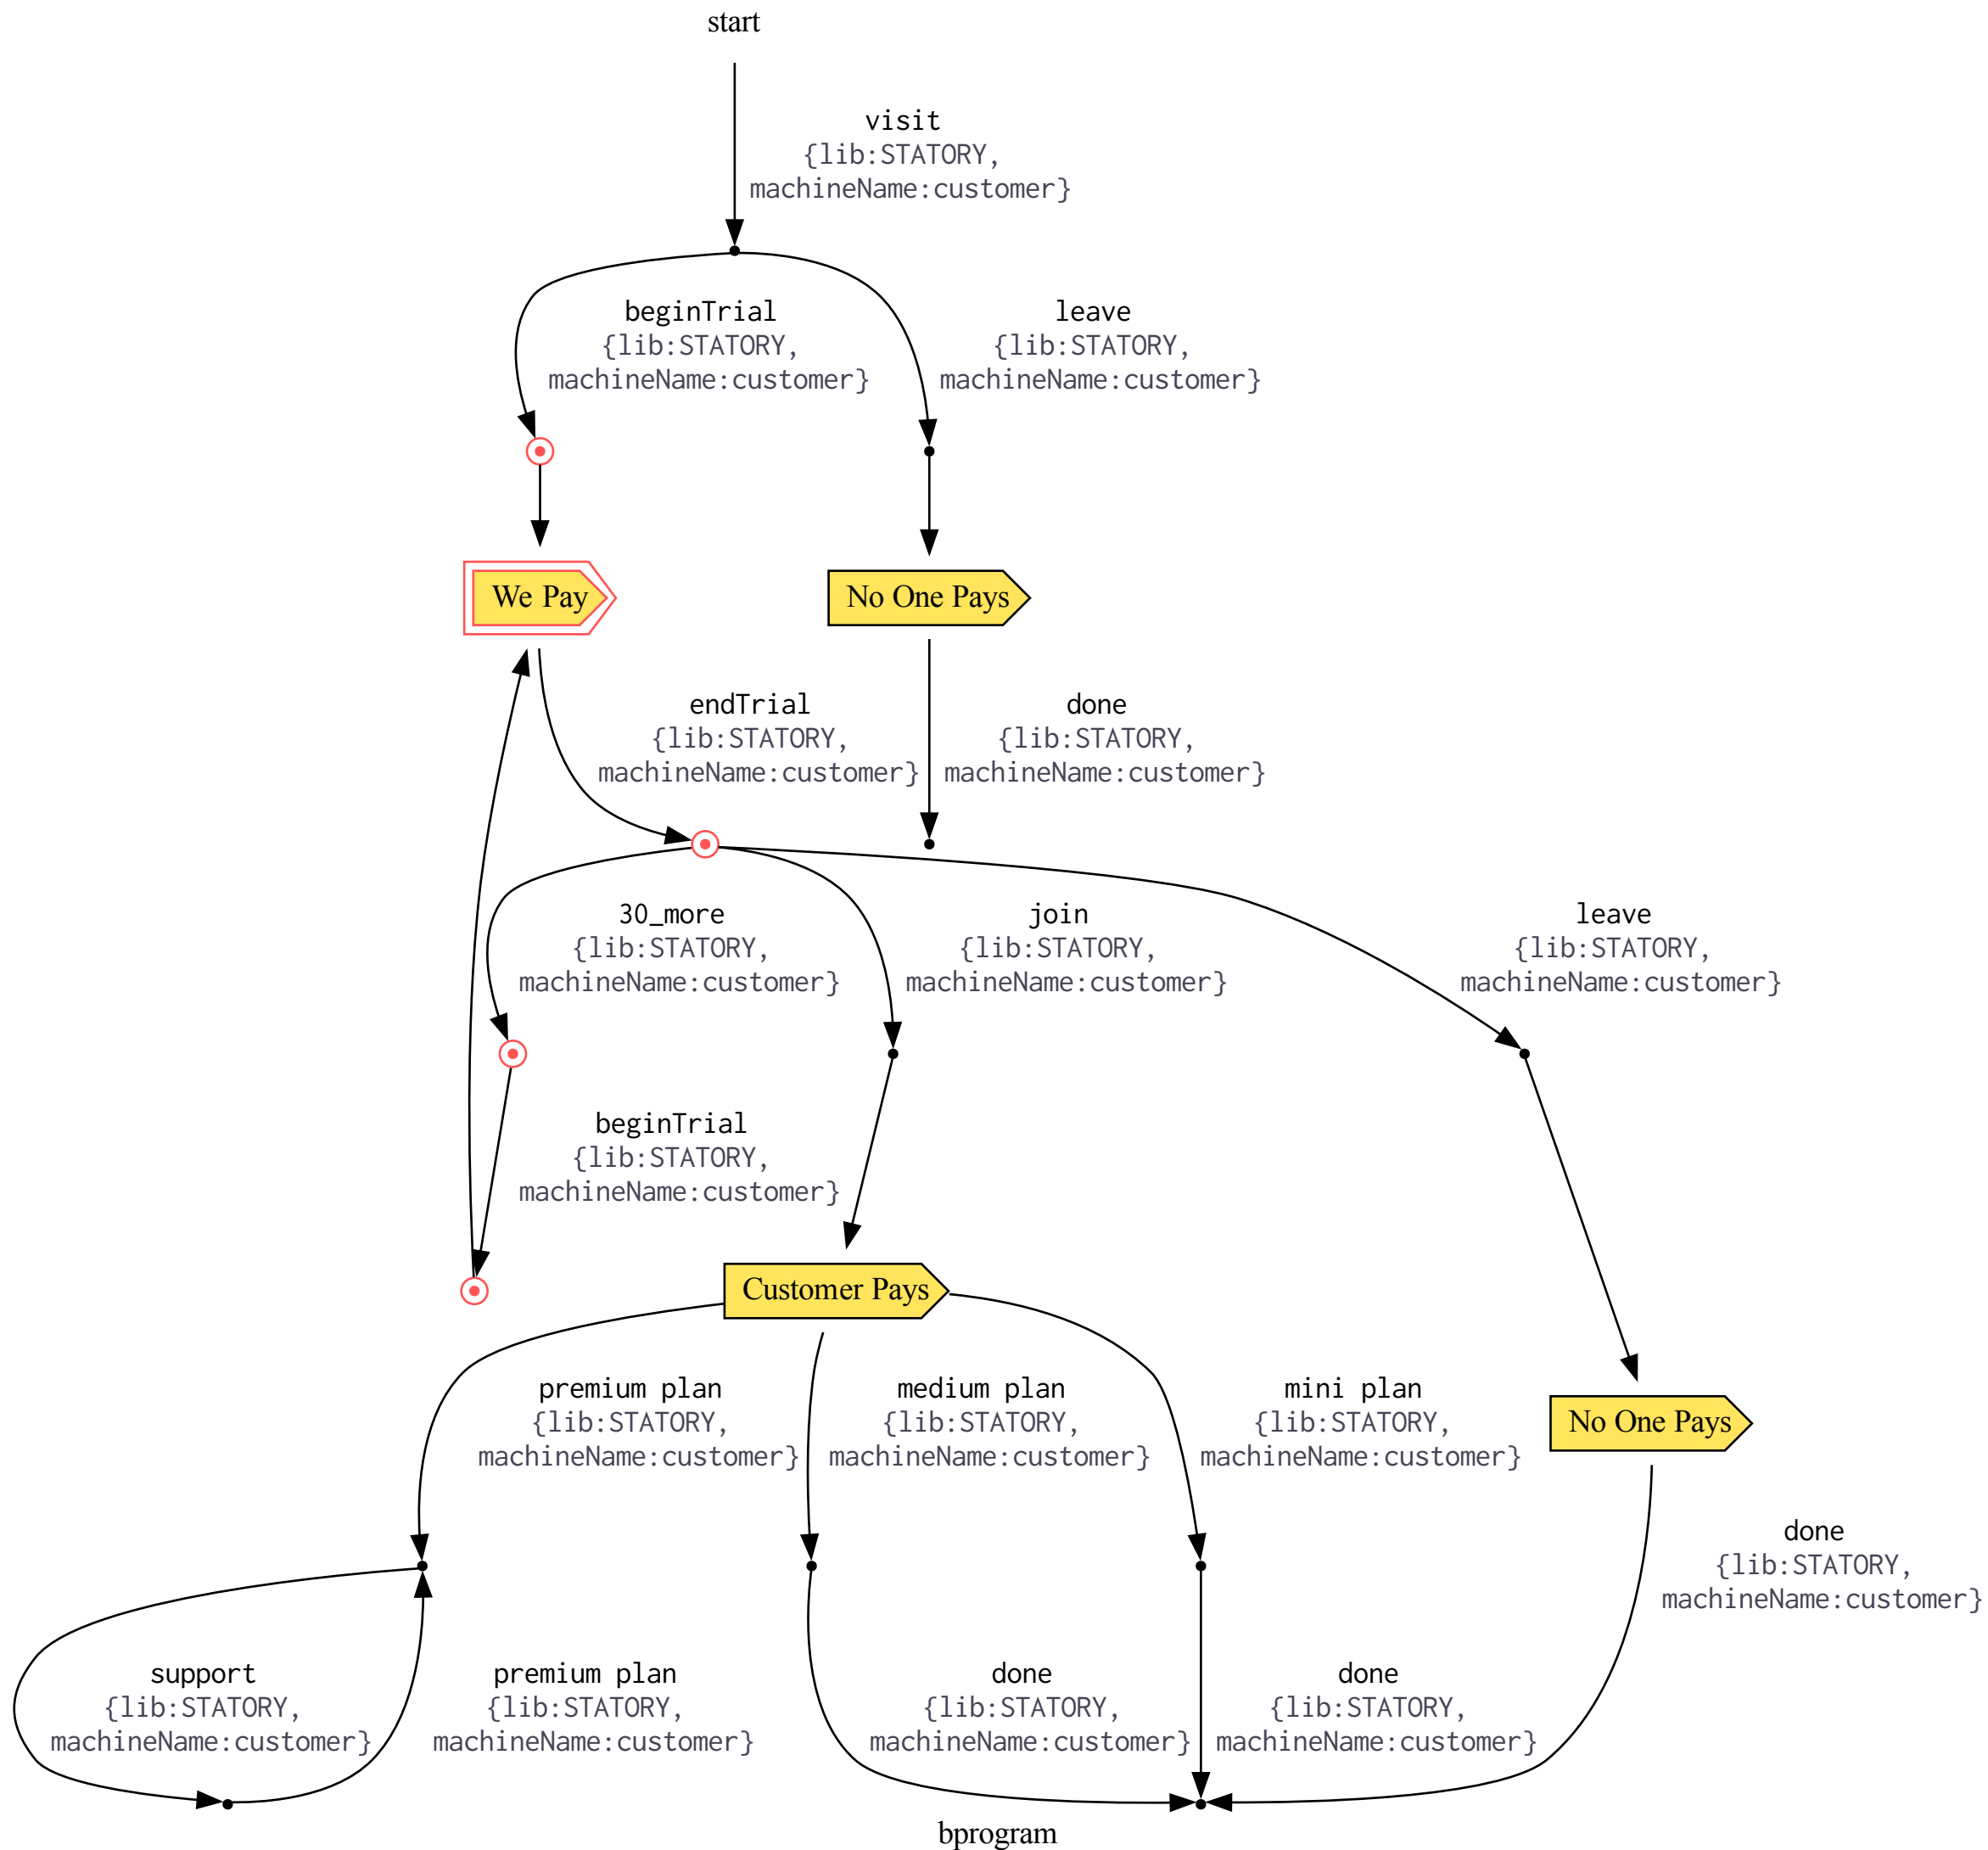 start
visit
{lib:STATORY,
machineName:customer}
beginTrial
{lib:STATORY,
machineName:customer}
leave
{lib:STATORY,
machineName:customer}
We Pay
No One Pays
endTrial
{lib:STATORY,
machineName:customer}
done
{lib:STATORY,
machineName:customer}
30_more
{lib:STATORY,
machineName:customer}
join
{lib:STATORY,
machineName:customer}
leave
{lib:STATORY,
machineName:customer}
beginTrial
{lib:STATORY,
machineName:customer}
Customer Pays
premium plan
{lib:STATORY,
machineName:customer}
medium plan
{lib:STATORY,
machineName:customer}
mini plan
{lib:STATORY,
machineName:customer}
No One Pays
done
{lib:STATORY,
machineName:customer}
support
{lib:STATORY,
machineName:customer}
premium plan
{lib:STATORY,
machineName:customer}
done
{lib:STATORY,
machineName:customer}
done
{lib:STATORY,
machineName:customer}
bprogram